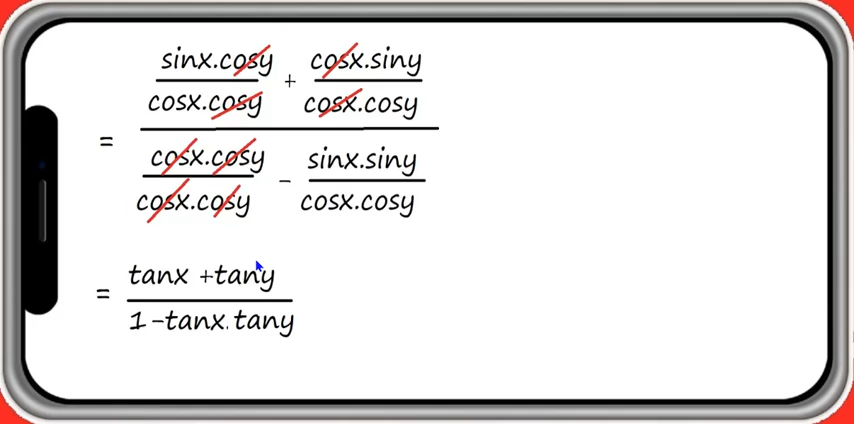 sinx.cosy + cosx.siny
cosx.cosy cosx.cosy
=
cosx.cosy - sinx.siny
cosx.cosy cosx.cosy
= tanx +tany
1-tanx.tany